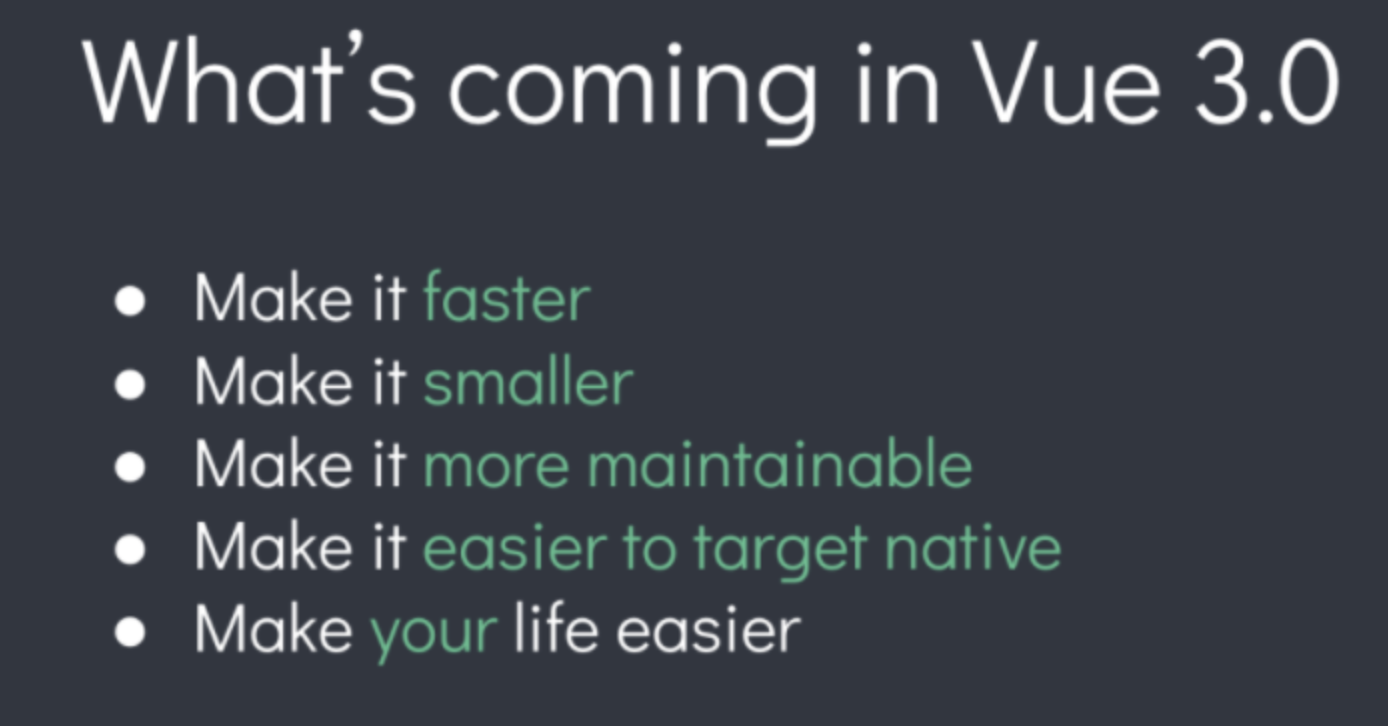 What’s coming in Vue 3.0
● Make it faster
● Make it smaller
● Make it more maintainable
● Make it easier to target native
● Make your life easier